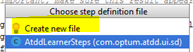 Choose step definition file
Create new file
AtddLearnerSteps (com.optum.atdd.ui.sd)